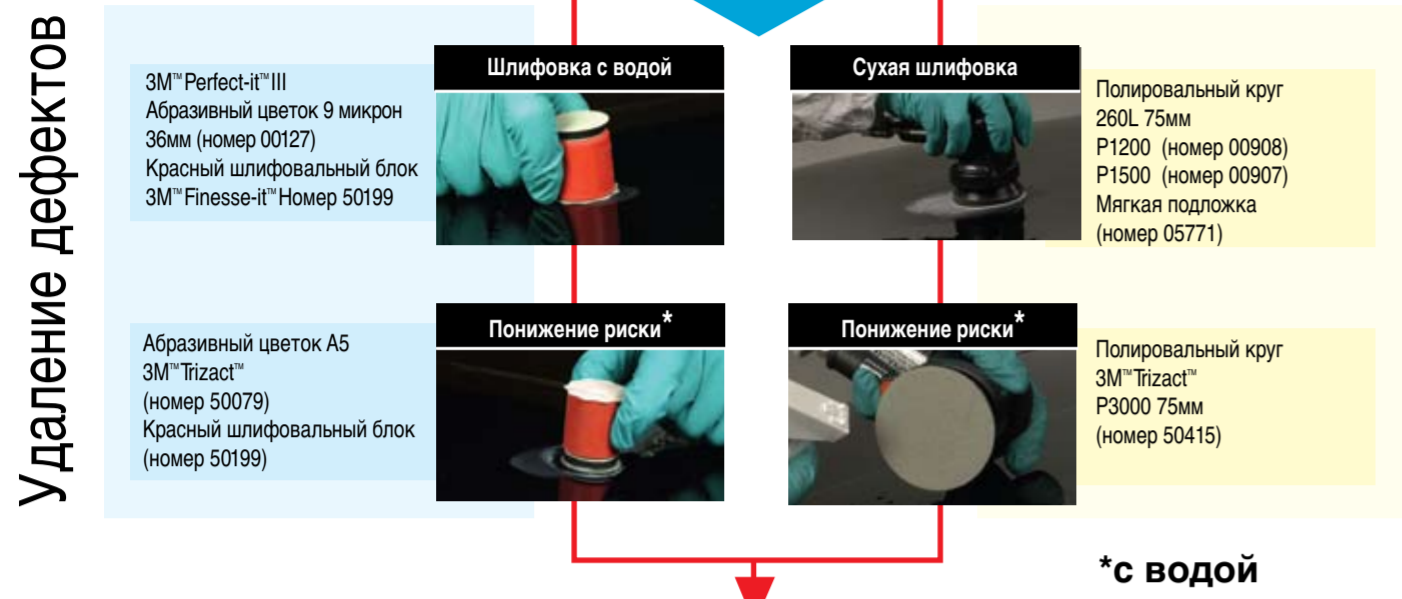 Удаление дефектов
Шлифовка с водой
3M™ Perfect-it™ III
Абразивный цветок 9 микрон
36мм (номер 00127)
Красный шлифовальный блок
3M™ Finesse-it™ Номер 50199
Сухая шлифовка
Полировальный круг
260L 75мм
P1200 (номер 00908)
P1500 (номер 00907)
Мягкая подложка
(номер 05771)
Понижение риски*
Абразивный цветок А5
3M™ Trizact™
(номер 50079)
Красный шлифовальный блок
(номер 50199)
Понижение риски*
Полировальный круг
3M™ Trizact™
P3000 75мм
(номер 50415)
*с водой